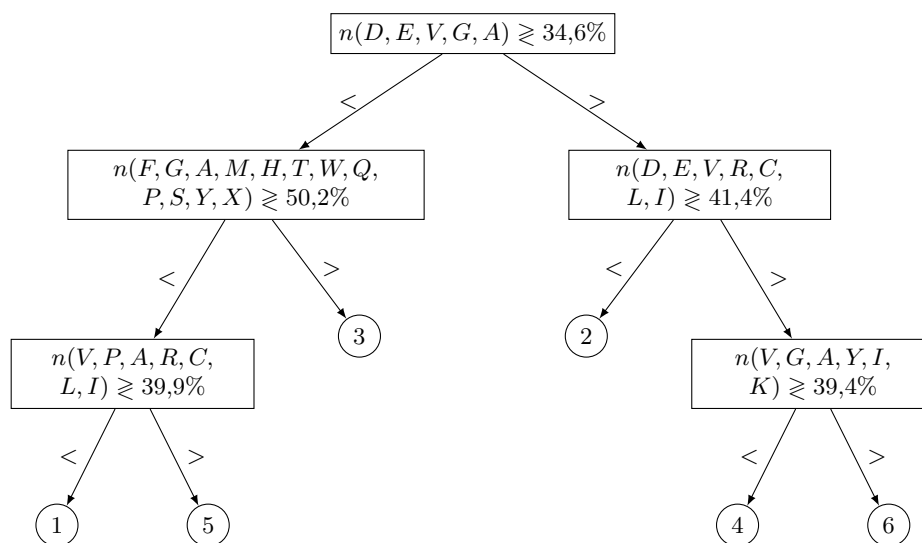 n(D, E, V, G, A) ≷ 34,6%
<
>
n(F, G, A, M, H, T, W, Q,
P, S, Y, X) ≷ 50,2%
n(D, E, V, R, C,
L, I) ≷ 41,4%
<
>
<
>
3
2
n(V, P, A, R, C,
L, I) ≷ 39,9%
n(V, G, A, Y, I,
K) ≷ 39,4%
<
>
<
>
1
5
4
6